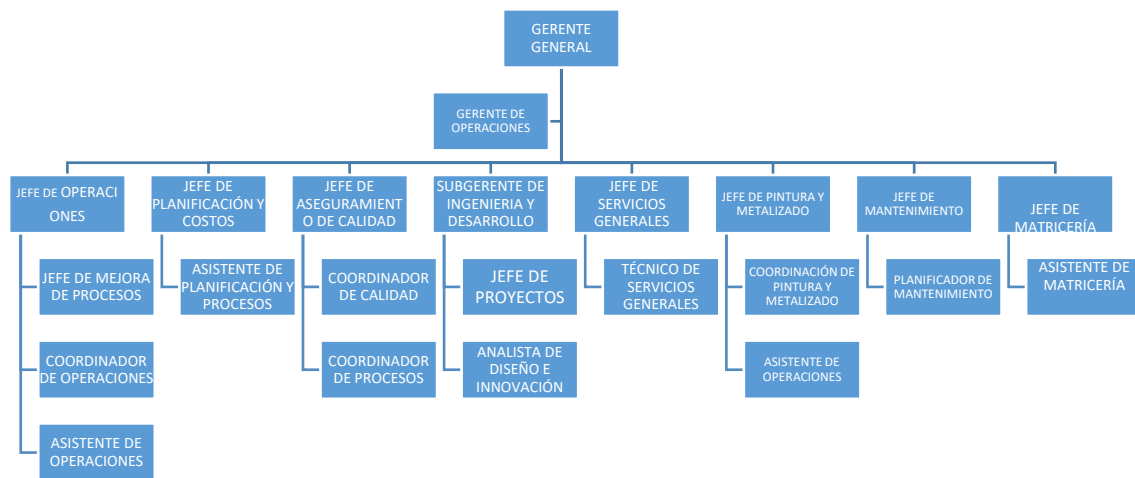 GERENTE
GENERAL
GERENTE DE
OPERACIONES
JEFE DE OPERACI
ONES
JEFE DE
PLANIFICACIÓN Y
COSTOS
JEFE DE
ASEGURAMIENT
O DE CALIDAD
SUBGERENTE DE
INGENIERIA Y
DESARROLLO
JEFE DE
SERVICIOS
GENERALES
JEFE DE PINTURA Y
METALIZADO
JEFE DE
MANTENIMIENTO
JEFE DE
MATRICERÍA
JEFE DE MEJORA
DE PROCESOS
ASISTENTE DE
PLANIFICACIÓN Y
PROCESOS
COORDINADOR
DE CALIDAD
JEFE DE
PROYECTOS
TÉCNICO DE
SERVICIOS
GENERALES
COORDINACIÓN DE
PINTURA Y
METALIZADO
PLANIFICADOR DE
MANTENIMIENTO
ASISTENTE DE
MATRICERÍA
COORDINADOR
DE OPERACIONES
COORDINADOR
DE PROCESOS
ANALISTA DE
DISEÑO E
INNOVACIÓN
ASISTENTE DE
OPERACIONES
ASISTENTE DE
OPERACIONES